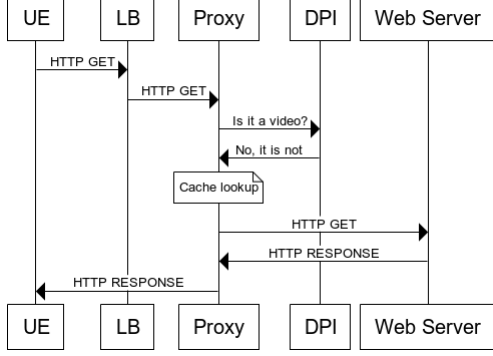 UE LB Proxy DPI Web Server
HTTP GET
HTTP GET
Is it a video?
No, it is not
Cache lookup
HTTP GET
HTTP RESPONSE
HTTP RESPONSE
UE LB Proxy DPI Web Server